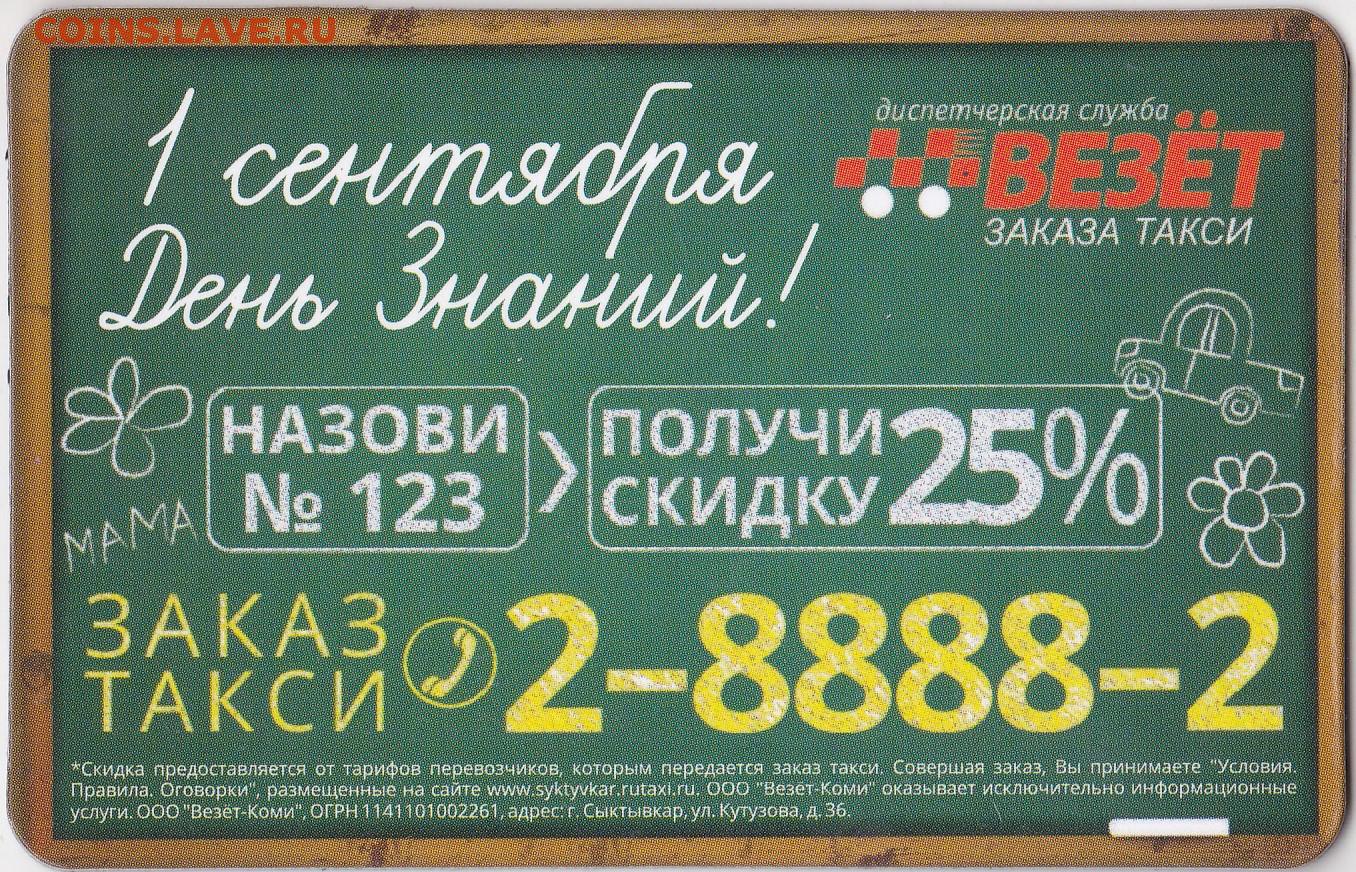 COINS.LAVE.RU
1 сентября
День Знаний!
диспетчерская служба
ВЕЗЁТ
ЗАКАЗА ТАКСИ
НАЗОВИ
№ 123
ПОЛУЧИ
СКИДКУ
25%
МАМА
ЗАКАЗ
ТАКСИ
2-8888-2
*Скидка предоставляется от тарифов перевозчиков, которым передается заказ такси. Совершая заказ, Вы принимаете "Условия.
Правила. Оговорки", размещенные на сайте www.syktyvkar.rutaxi.ru. ООО "Везёт-Коми" оказывает исключительно информационные
услуги. ООО "Везёт-Коми", ОГРН 1141101002261, адрес: г. Сыктывкар, ул. Кутузова, д. 36.